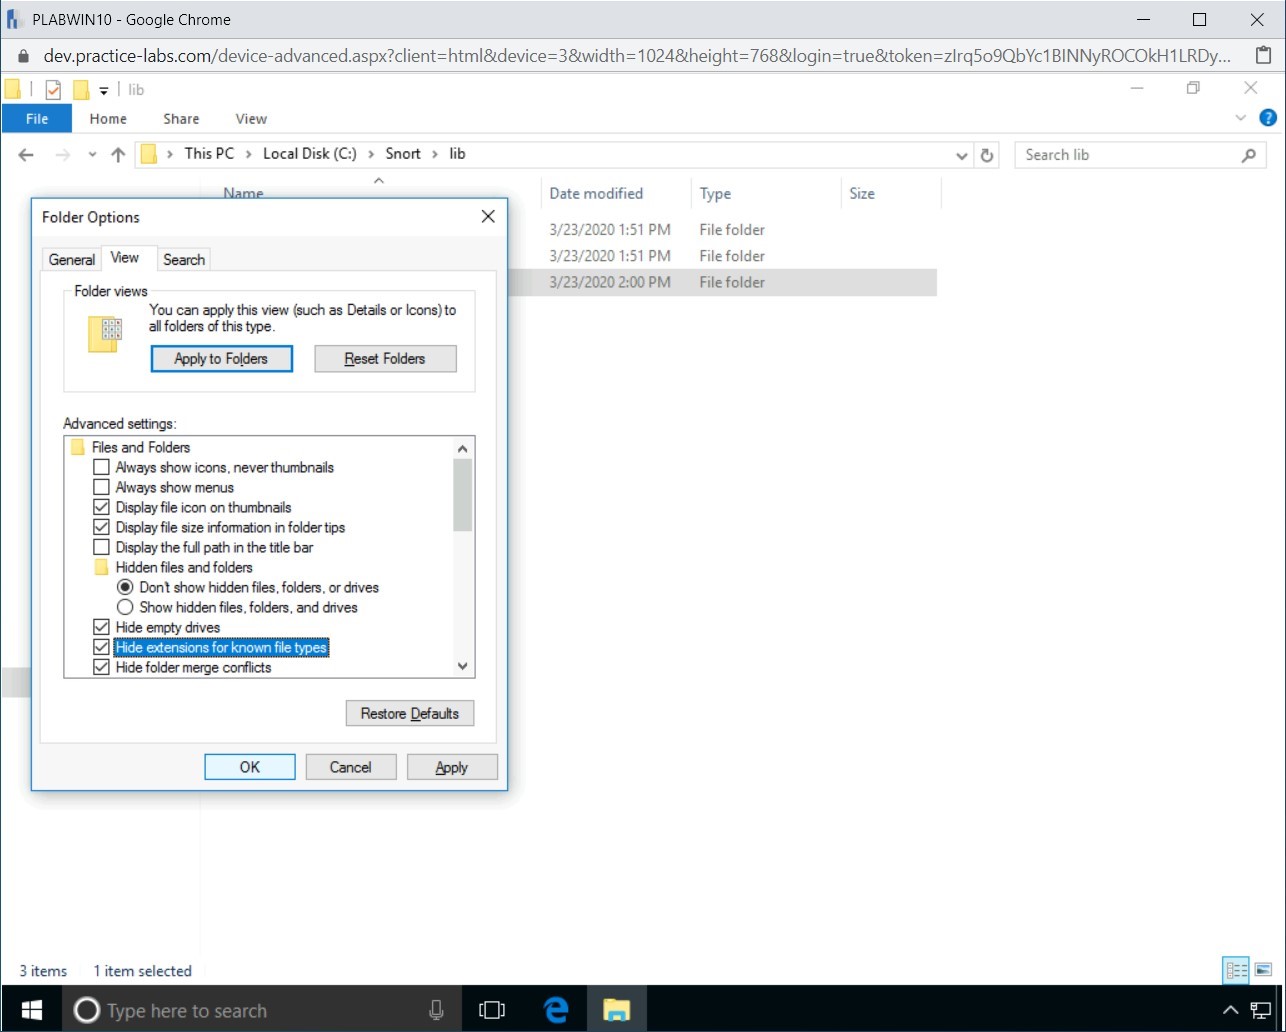 PLABWIN10 - Google Chrome
dev.practice-labs.com/device-advanced.aspx?client=html&device=3&width=1024&height=768&login=true&token=zIrq5o9QbYc1BINNyROCOkH1LRDy...
lib
File Home Share View
This PC Local Disk (C:) Snort lib
Search lib
Name Date modified Type Size
3/23/2020 1:51 PM File folder
3/23/2020 1:51 PM File folder
3/23/2020 2:00 PM File folder
Folder Options
General View Search
Folder views
You can apply this view (such as Details or Icons) to
all folders of this type.
Apply to Folders Reset Folders
Advanced settings:
Files and Folders
Always show icons, never thumbnails
Always show menus
Display file icon on thumbnails
Display file size information in folder tips
Display the full path in the title bar
Hidden files and folders
Don't show hidden files, folders, or drives
Show hidden files, folders, and drives
Hide empty drives
Hide extensions for known file types
Hide folder merge conflicts
Restore Defaults
OK Cancel Apply
3 items 1 item selected
Type here to search